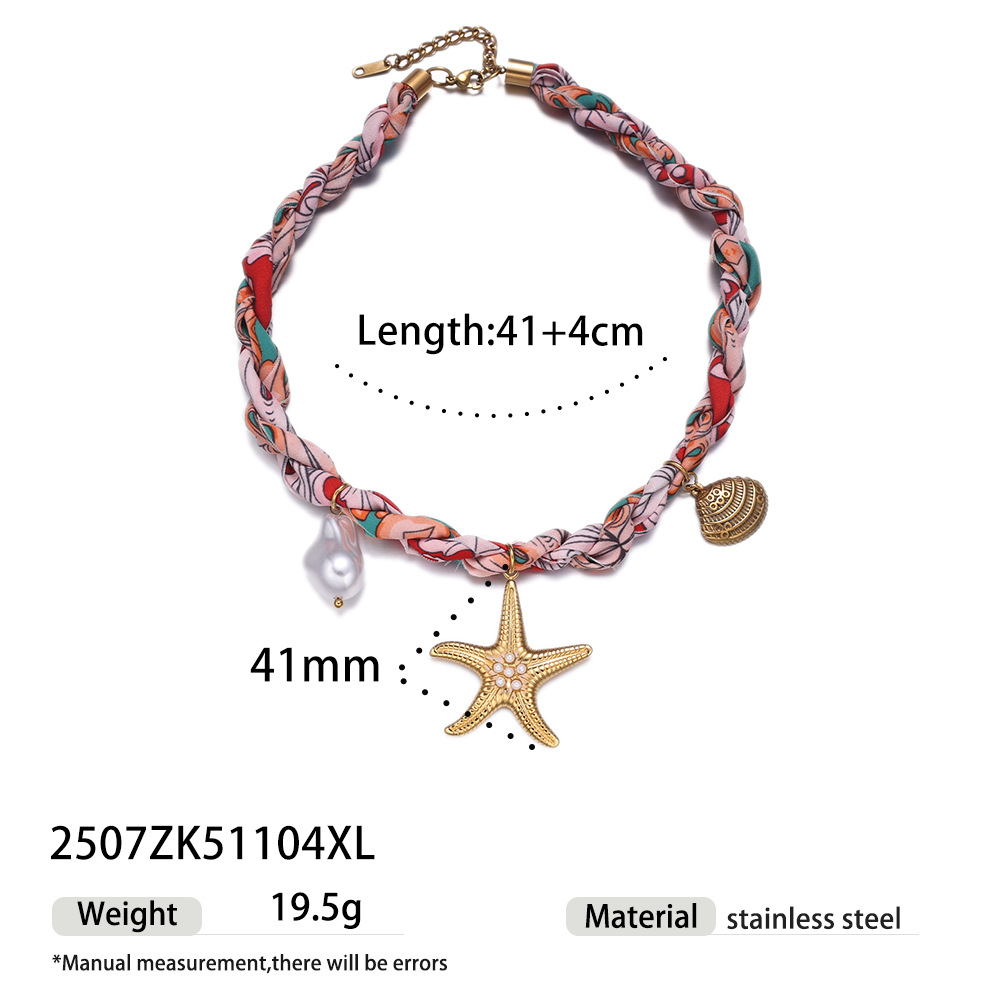 Length:41+4cm
41mm
2507ZK51104XL
Weight 19.5g
Material stainless steel
*Manual measurement,there will be errors